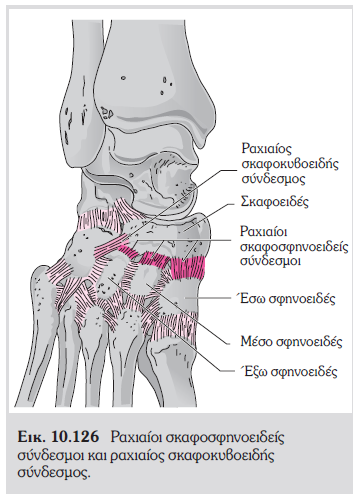 Ραχιαίος
σκαφοκυβοειδής
σύνδεσμος
Σκαφοειδές
Ραχιαίοι
σκαφοσφηνοειδείς
σύνδεσμοι
Έσω σφηνοειδές
Μέσο σφηνοειδές
Έξω σφηνοειδές
Εικ. 10.126 Ραχιαίοι σκαφοσφηνοειδείς
σύνδεσμοι και ραχιαίος σκαφοκυβοειδής
σύνδεσμος.